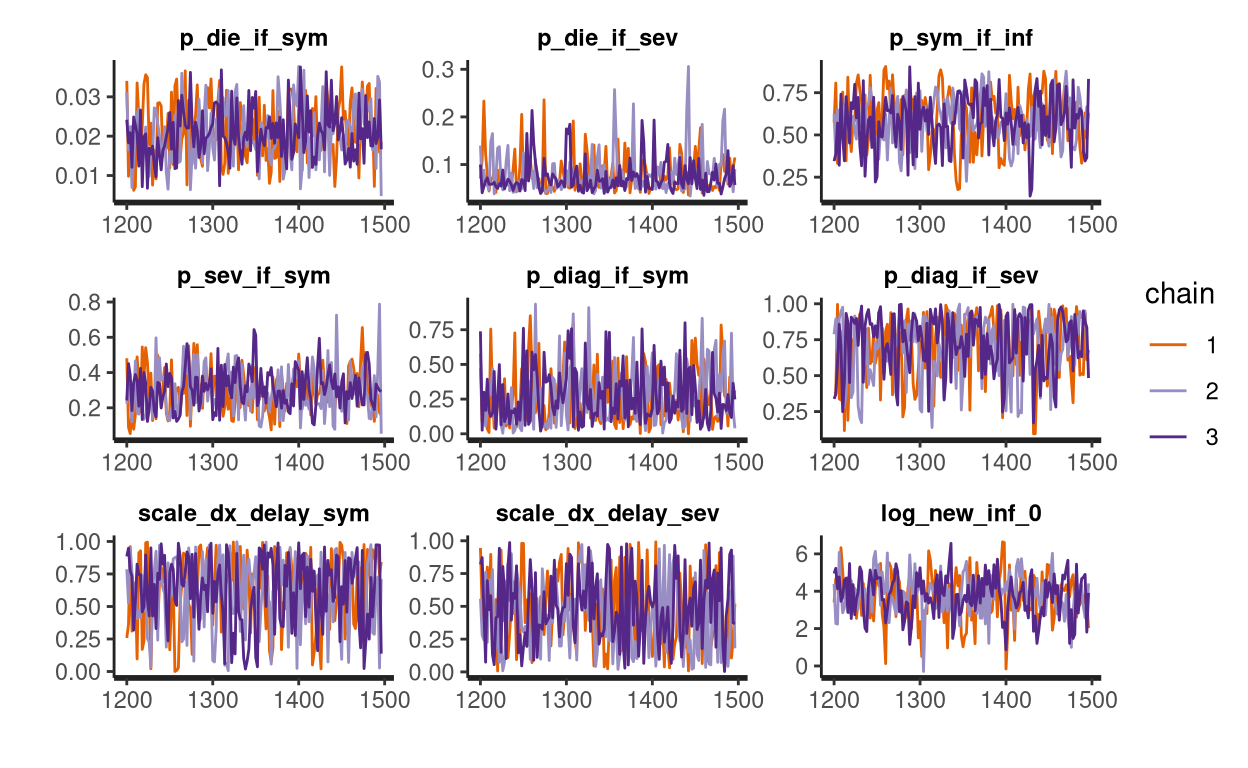 p_die_if_sym
p_die_if_sev
p_sym_if_inf
0.03
0.02
0.01
1200 1300 1400 1500
0.3
0.2
0.1
1200 1300 1400 1500
0.75
0.50
0.25
1200 1300 1400 1500
p_sev_if_sym
p_diag_if_sym
p_diag_if_sev
0.8
0.6
0.4
0.2
1200 1300 1400 1500
0.75
0.50
0.25
0.00
1200 1300 1400 1500
1.00
0.75
0.50
0.25
1200 1300 1400 1500
scale_dx_delay_sym
scale_dx_delay_sev
log_new_inf_0
1.00
0.75
0.50
0.25
0.00
1200 1300 1400 1500
1.00
0.75
0.50
0.25
0.00
1200 1300 1400 1500
6
4
2
0
1200 1300 1400 1500
chain
1
2
3